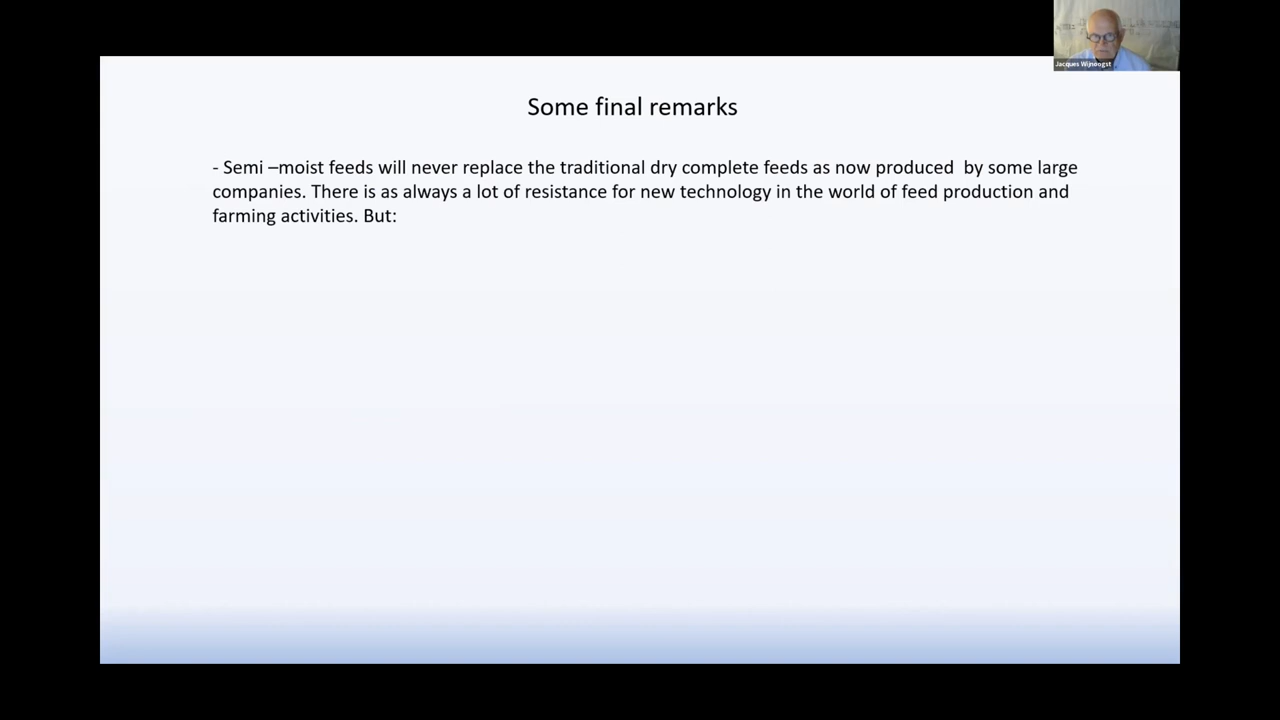 Jacques Wijnoogst
Some final remarks
- Semi –moist feeds will never replace the traditional dry complete feeds as now produced  by some large
companies. There is as always a lot of resistance for new technology in the world of feed production and
farming activities. But: